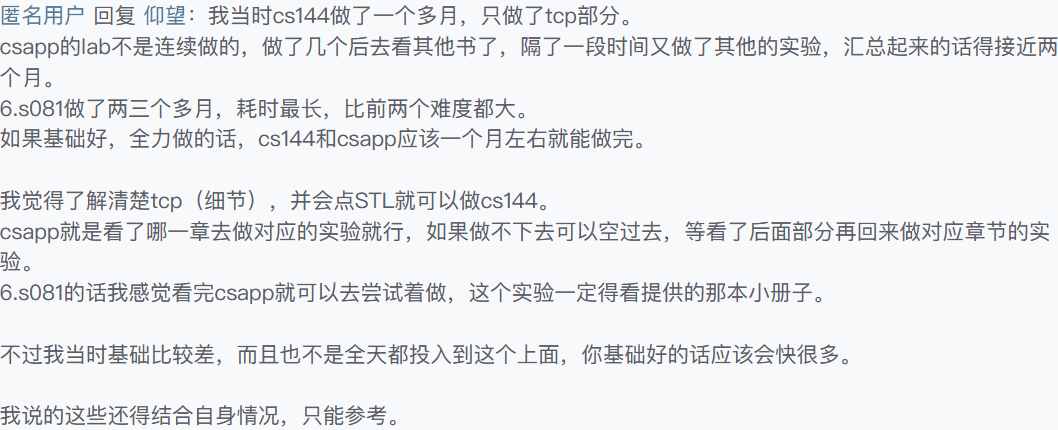 匿名用户 回复 仰望：我当时cs144做了一个多月，只做了tcp部分。
csapp的lab不是连续做的，做了几个后去看其他书了，隔了一段时间又做了其他的实验，汇总起来的话得接近两
个月。
6.s081做了两三个多月，耗时最长，比前两个难度都大。
如果基础好，全力做的话，cs144和csapp应该一个月左右就能做完。
我觉得了解清楚tcp（细节），并会点STL就可以做cs144。
csapp就是看了哪一章去做对应的实验就行，如果做不下去可以空过去，等看了后面部分再回来做对应章节的实
验。
6.s081的话我感觉看完csapp就可以去尝试着做，这个实验一定得看提供的那本小册子。
不过我当时基础比较差，而且也不是全天都投入到这个上面，你基础好的话应该会快很多。
我说的这些还得结合自身情况，只能参考。